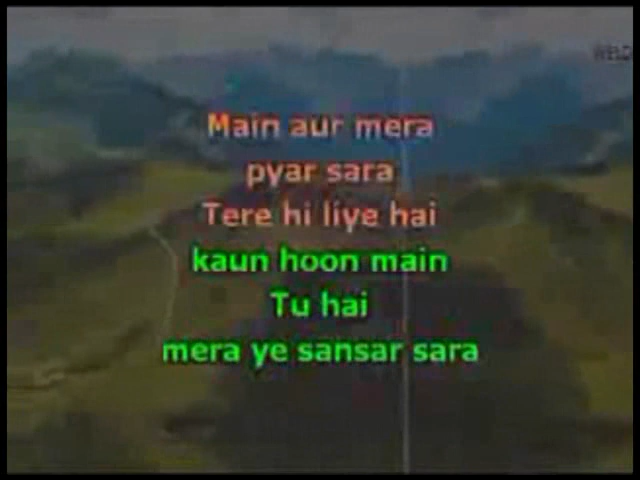 Main aur mera
pyar sara
Tere hi liye hai
kaun hoon main
Tu hai
mera ye sansar sara